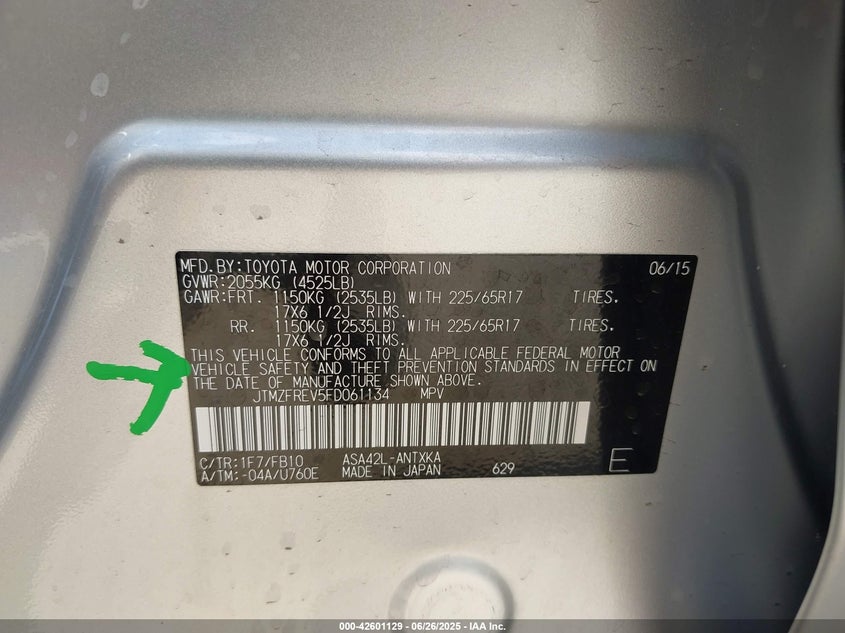 MFD.BY:TOYOTA MOTOR CORPORATION 06/15
GVWR:2055KG (4525LB)
GAWR:FRT. 1150KG (2535LB) WITH 225/65R17 TIRES.
17X6 1/2J RIMS.
RR. 1150KG (2535LB) WITH 225/65R17 TIRES.
17X6 1/2J RIMS.
THIS VEHICLE CONFORMS TO ALL APPLICABLE FEDERAL MOTOR
VEHICLE SAFETY AND THEFT PREVENTION STANDARDS IN EFFECT ON
THE DATE OF MANUFACTURE SHOWN ABOVE.
JTMZFREV5FD061134 MPV
C/TR:1F7/FB10 ASA42L-ANTXKA
A/TM:-04A/U760E MADE IN JAPAN 629 E
000-42601129 - 06/26/2025 - IAA Inc.